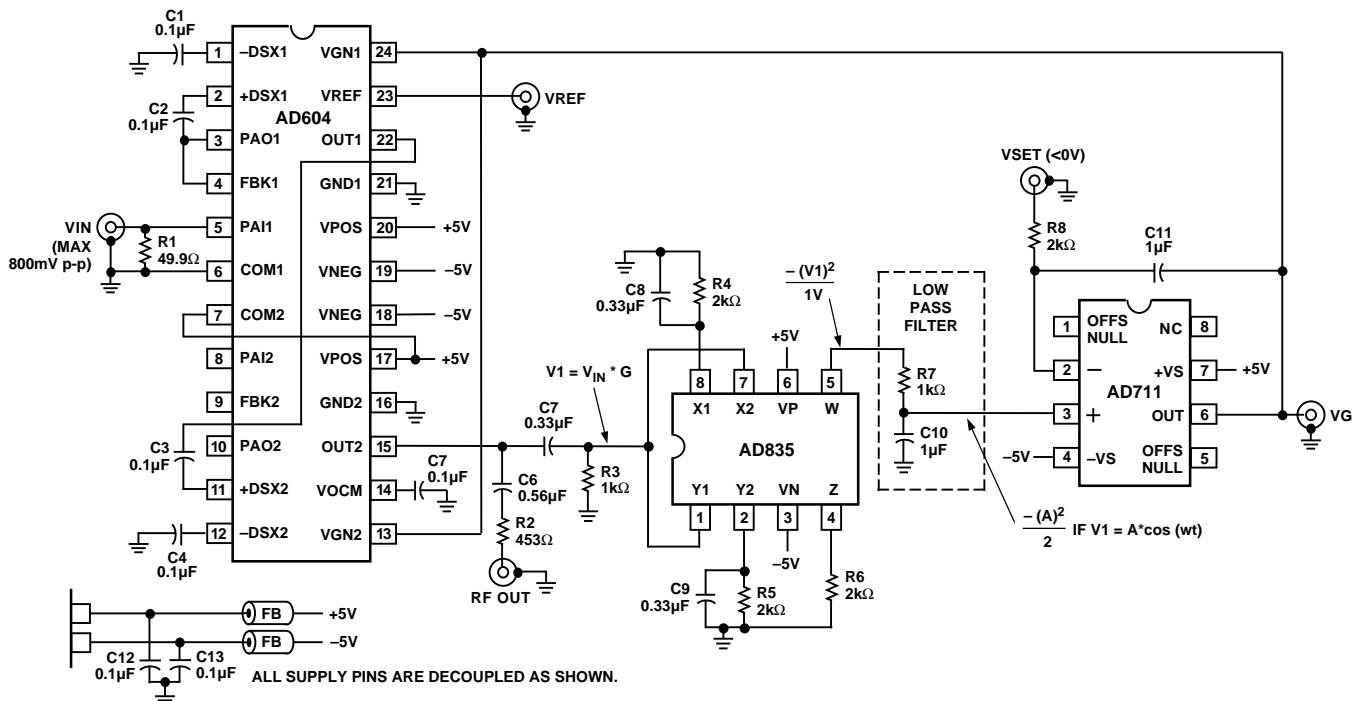 C1
0.1µF
1
–DSX1
VGN1
24
2
+DSX1
VREF
23
VREF
C2
0.1µF
AD604
3
PAO1
OUT1
22
4
FBK1
GND1
21
VIN
(MAX
800mV p-p)
R1
49.9Ω
5
PAI1
VPOS
20
+5V
6
COM1
VNEG
19
–5V
7
COM2
VNEG
18
–5V
8
PAI2
VPOS
17
+5V
9
FBK2
GND2
16
C3
0.1µF
10
PAO2
OUT2
15
11
+DSX2
VOCM
14
C7
0.1µF
12
–DSX2
VGN2
13
C4
0.1µF
C6
0.56µF
R2
453Ω
RF OUT
C7
0.33µF
R3
1kΩ
V1 = VIN * G
C8
0.33µF
R4
2kΩ
– (V1)2
1V
+5V
8
7
6
5
X1
X2
VP
W
AD835
Y1
Y2
VN
Z
1
2
3
4
–5V
C9
0.33µF
R5
2kΩ
R6
2kΩ
LOW
PASS
FILTER
R7
1kΩ
C10
1µF
– (A)2
2
IF V1 = A*cos (wt)
VSET (<0V)
R8
2kΩ
C11
1µF
1
OFFS
NULL
NC
8
2
–
+VS
7
+5V
AD711
3
+
OUT
6
VG
–5V
4
–VS
OFFS
NULL
5
FB
+5V
FB
–5V
C12
0.1µF
C13
0.1µF
ALL SUPPLY PINS ARE DECOUPLED AS SHOWN.